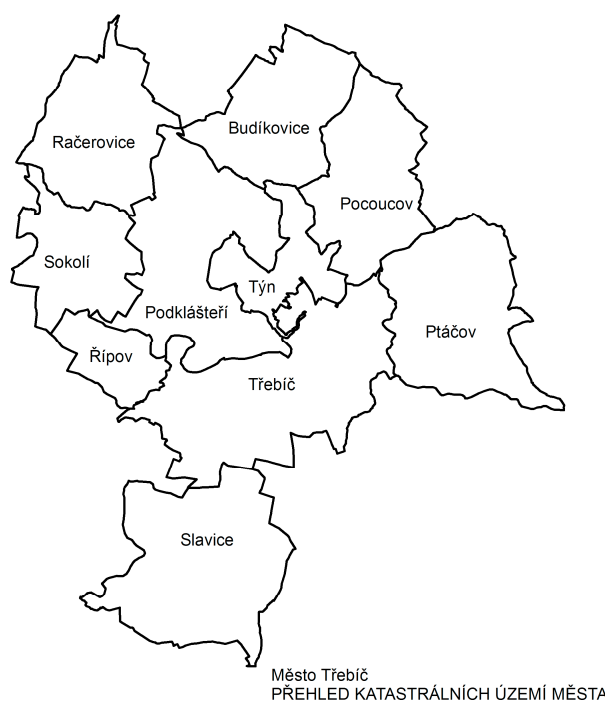 Budíkovice
Račerovice
Pocoucov
Sokolí
Týn
Podklášteří
Ptáčov
Řípov
Třebíč
Slavice
Město Třebíč
PŘEHLED KATASTRÁLNÍCH ÚZEMÍ MĚSTA